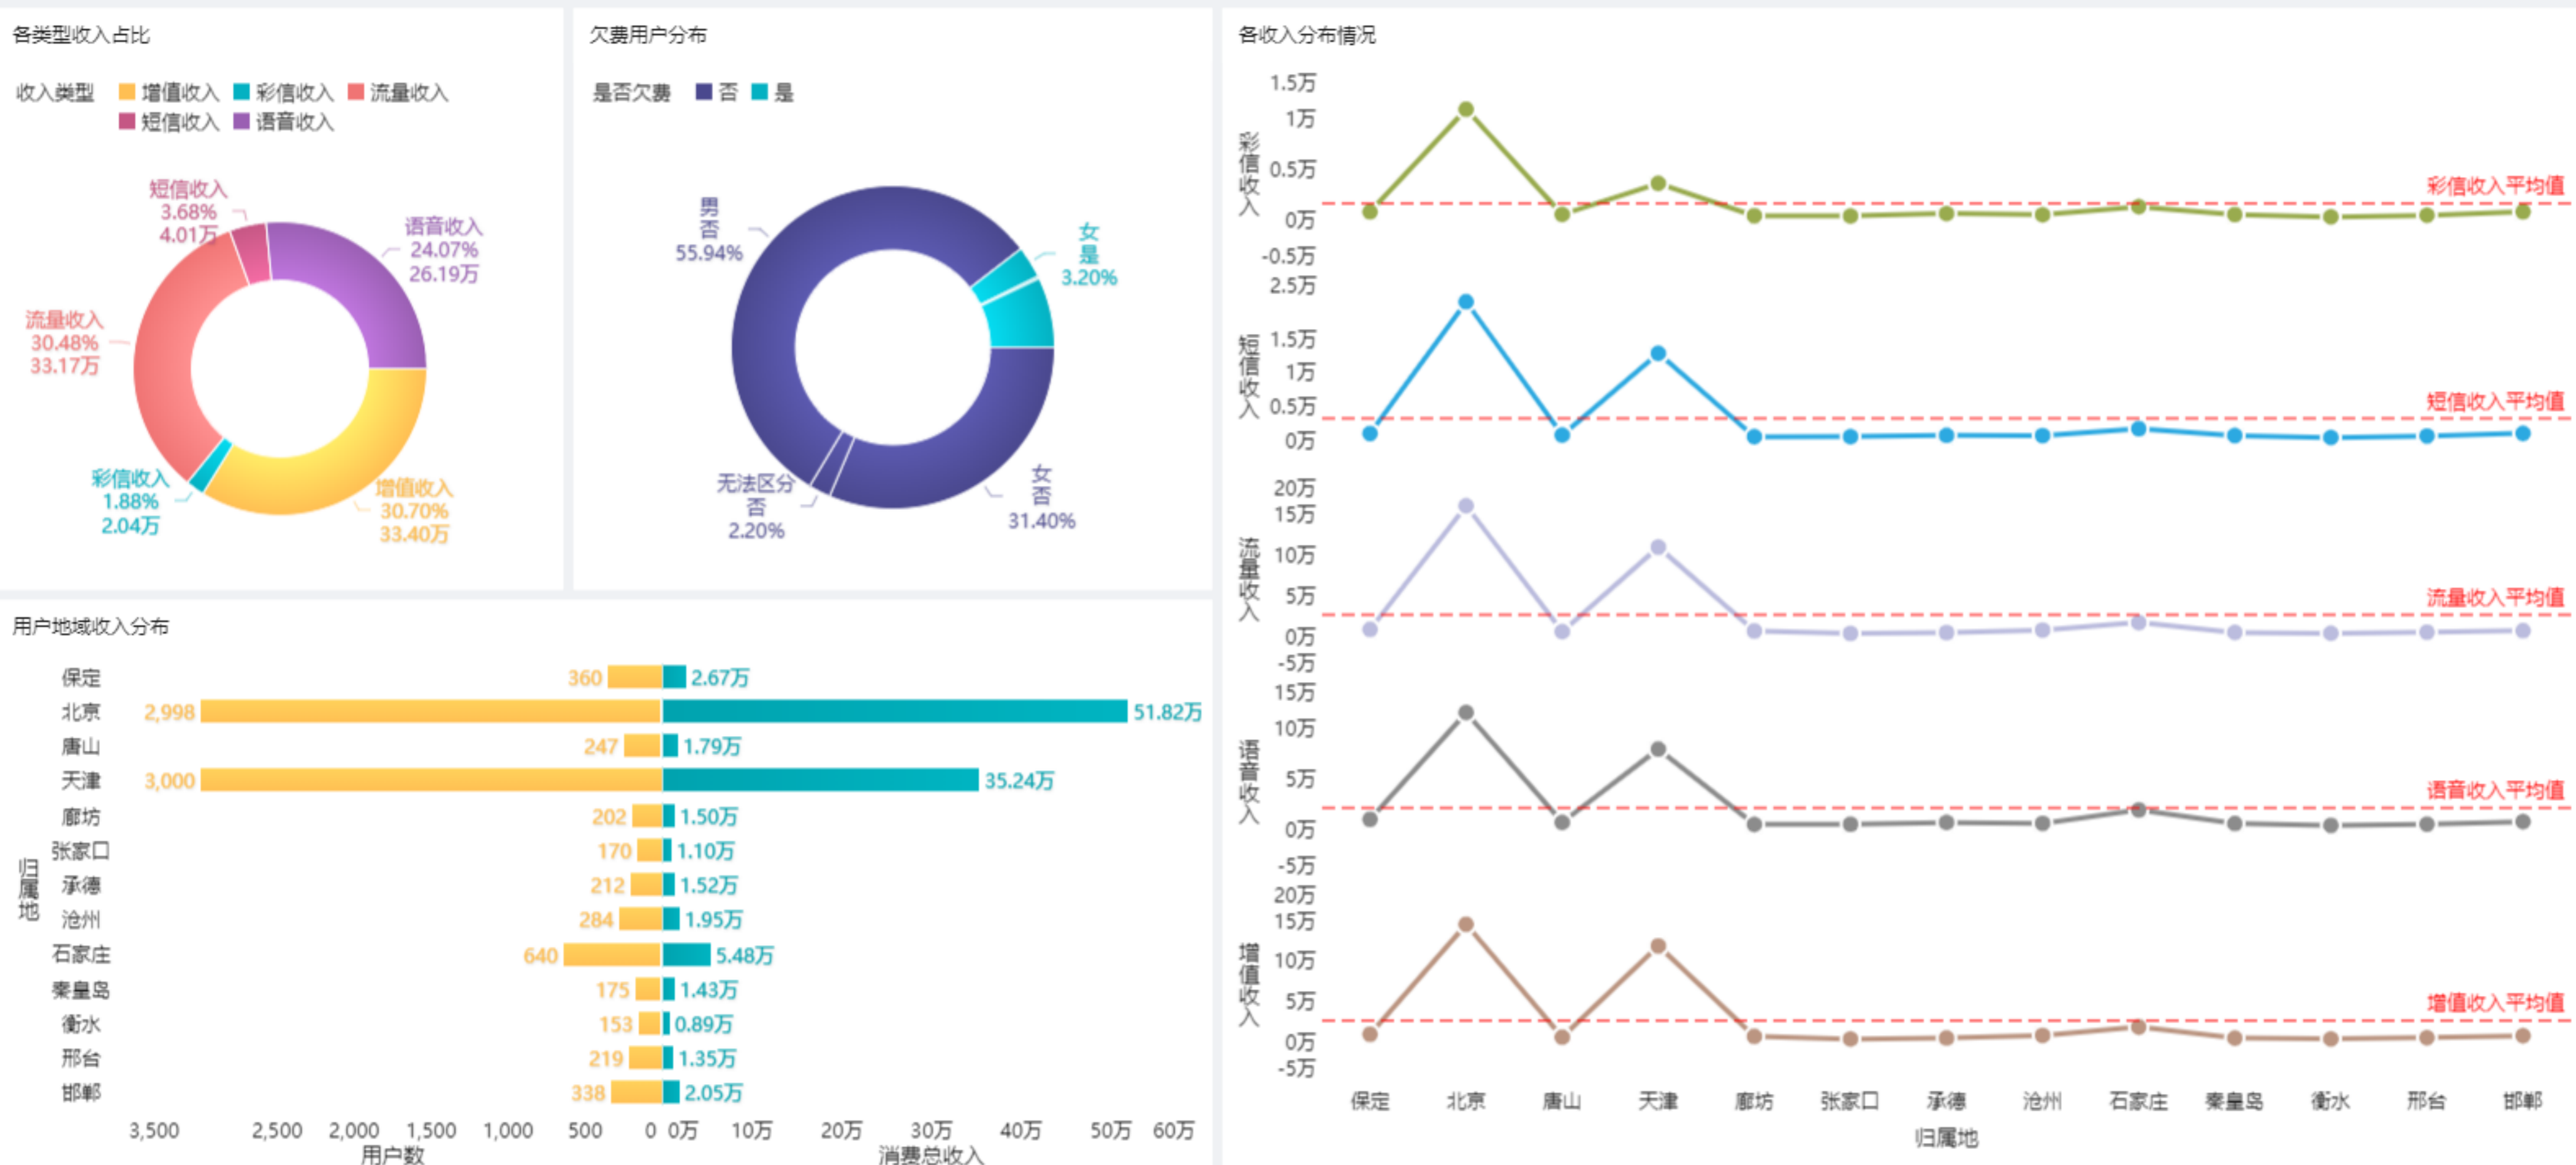 各类型收入占比
收入类型 增值收入 彩信收入 流量收入
短信收入 语音收入
短信收入
3.68%
4.01万
语音收入
24.07%
26.19万
流量收入
30.48%
33.17万
彩信收入
1.88%
2.04万
增值收入
30.70%
33.40万
欠费用户分布
是否欠费 否 是
男
否
55.94%
女
是
3.20%
无法区分
否
2.20%
女
否
31.40%
用户地域收入分布
归属地
保定 360 2.67万
北京 2,998 51.82万
唐山 247 1.79万
天津 3,000 35.24万
廊坊 202 1.50万
张家口 170 1.10万
承德 212 1.52万
沧州 284 1.95万
石家庄 640 5.48万
秦皇岛 175 1.43万
衡水 153 0.89万
邢台 219 1.35万
邯郸 338 2.05万
3,500 2,500 2,000 1,500 1,000 500 0 0万 10万 20万 30万 40万 50万 60万
用户数 消费总收入
各收入分布情况
彩信收入
1.5万
1万
0.5万
0万
-0.5万
彩信收入平均值
短信收入
2.5万
1.5万
1万
0.5万
0万
短信收入平均值
流量收入
20万
15万
10万
5万
0万
-5万
流量收入平均值
语音收入
15万
10万
5万
0万
-5万
语音收入平均值
增值收入
20万
15万
10万
5万
0万
-5万
增值收入平均值
保定 北京 唐山 天津 廊坊 张家口 承德 沧州 石家庄 秦皇岛 衡水 邢台 邯郸
归属地